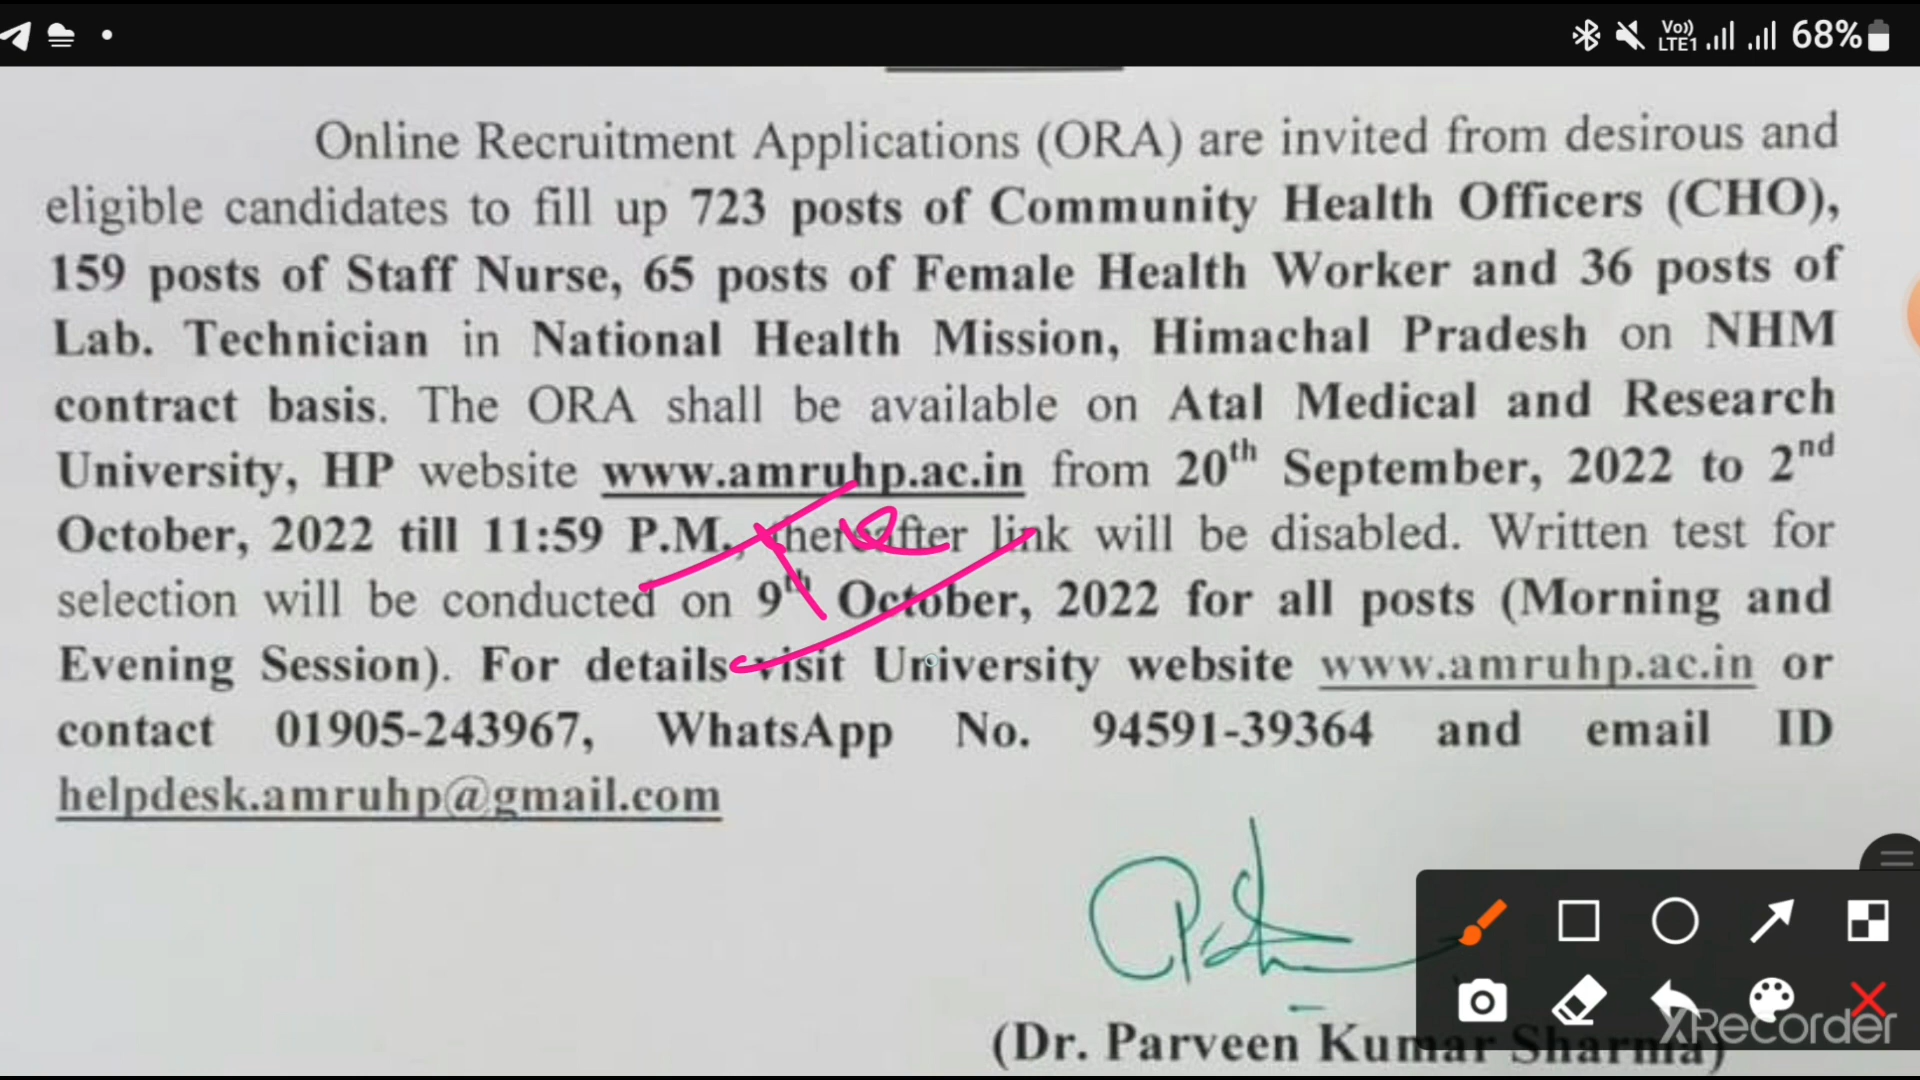 Vo)) LTE1 68%
Online Recruitment Applications (ORA) are invited from desirous and
eligible candidates to fill up 723 posts of Community Health Officers (CHO),
159 posts of Staff Nurse, 65 posts of Female Health Worker and 36 posts of
Lab. Technician in National Health Mission, Himachal Pradesh on NHM
contract basis. The ORA shall be available on Atal Medical and Research
University, HP website www.amruhp.ac.in from 20th September, 2022 to 2nd
October, 2022 till 11:59 P.M., thereafter link will be disabled. Written test for
selection will be conducted on 9th October, 2022 for all posts (Morning and
Evening Session). For details visit University website www.amruhp.ac.in or
contact 01905-243967, WhatsApp No. 94591-39364 and email ID
helpdesk.amruhp@gmail.com
(Dr. Parveen Kumar Sharma)
XRecorder